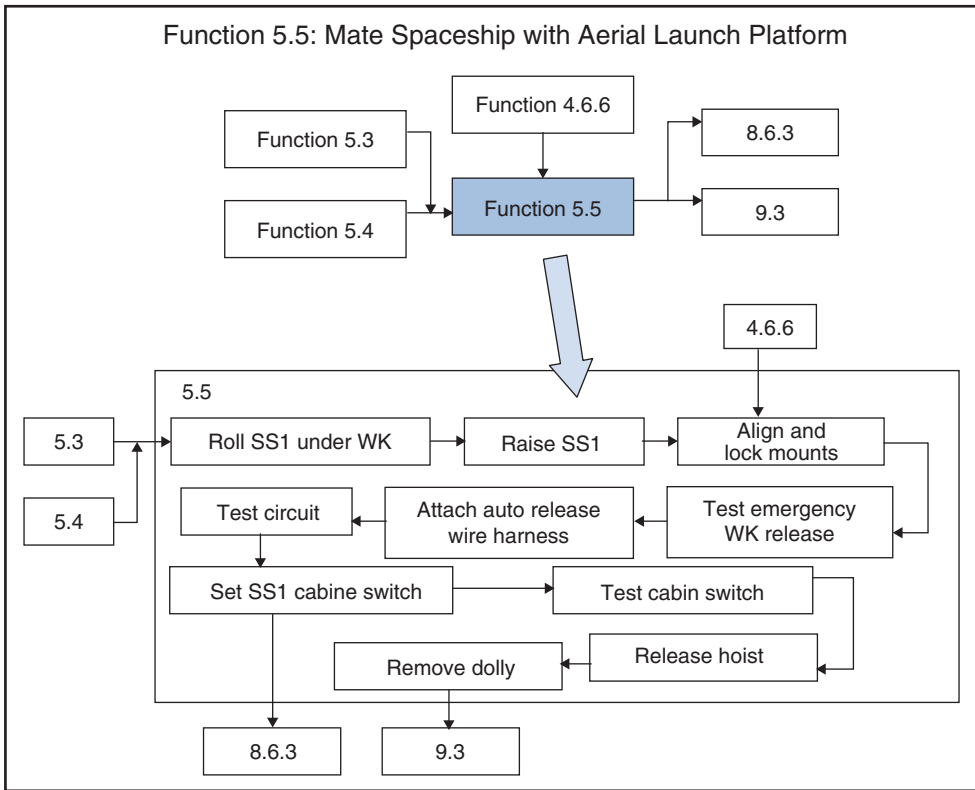 Function 5.5: Mate Spaceship with Aerial Launch Platform
Function 4.6.6
Function 5.3
8.6.3
Function 5.5
9.3
Function 5.4
4.6.6
5.5
5.3
Roll SS1 under WK
Raise SS1
Align and
lock mounts
5.4
Test circuit
Attach auto release
wire harness
Test emergency
WK release
Set SS1 cabine switch
Test cabin switch
Remove dolly
Release hoist
8.6.3
9.3